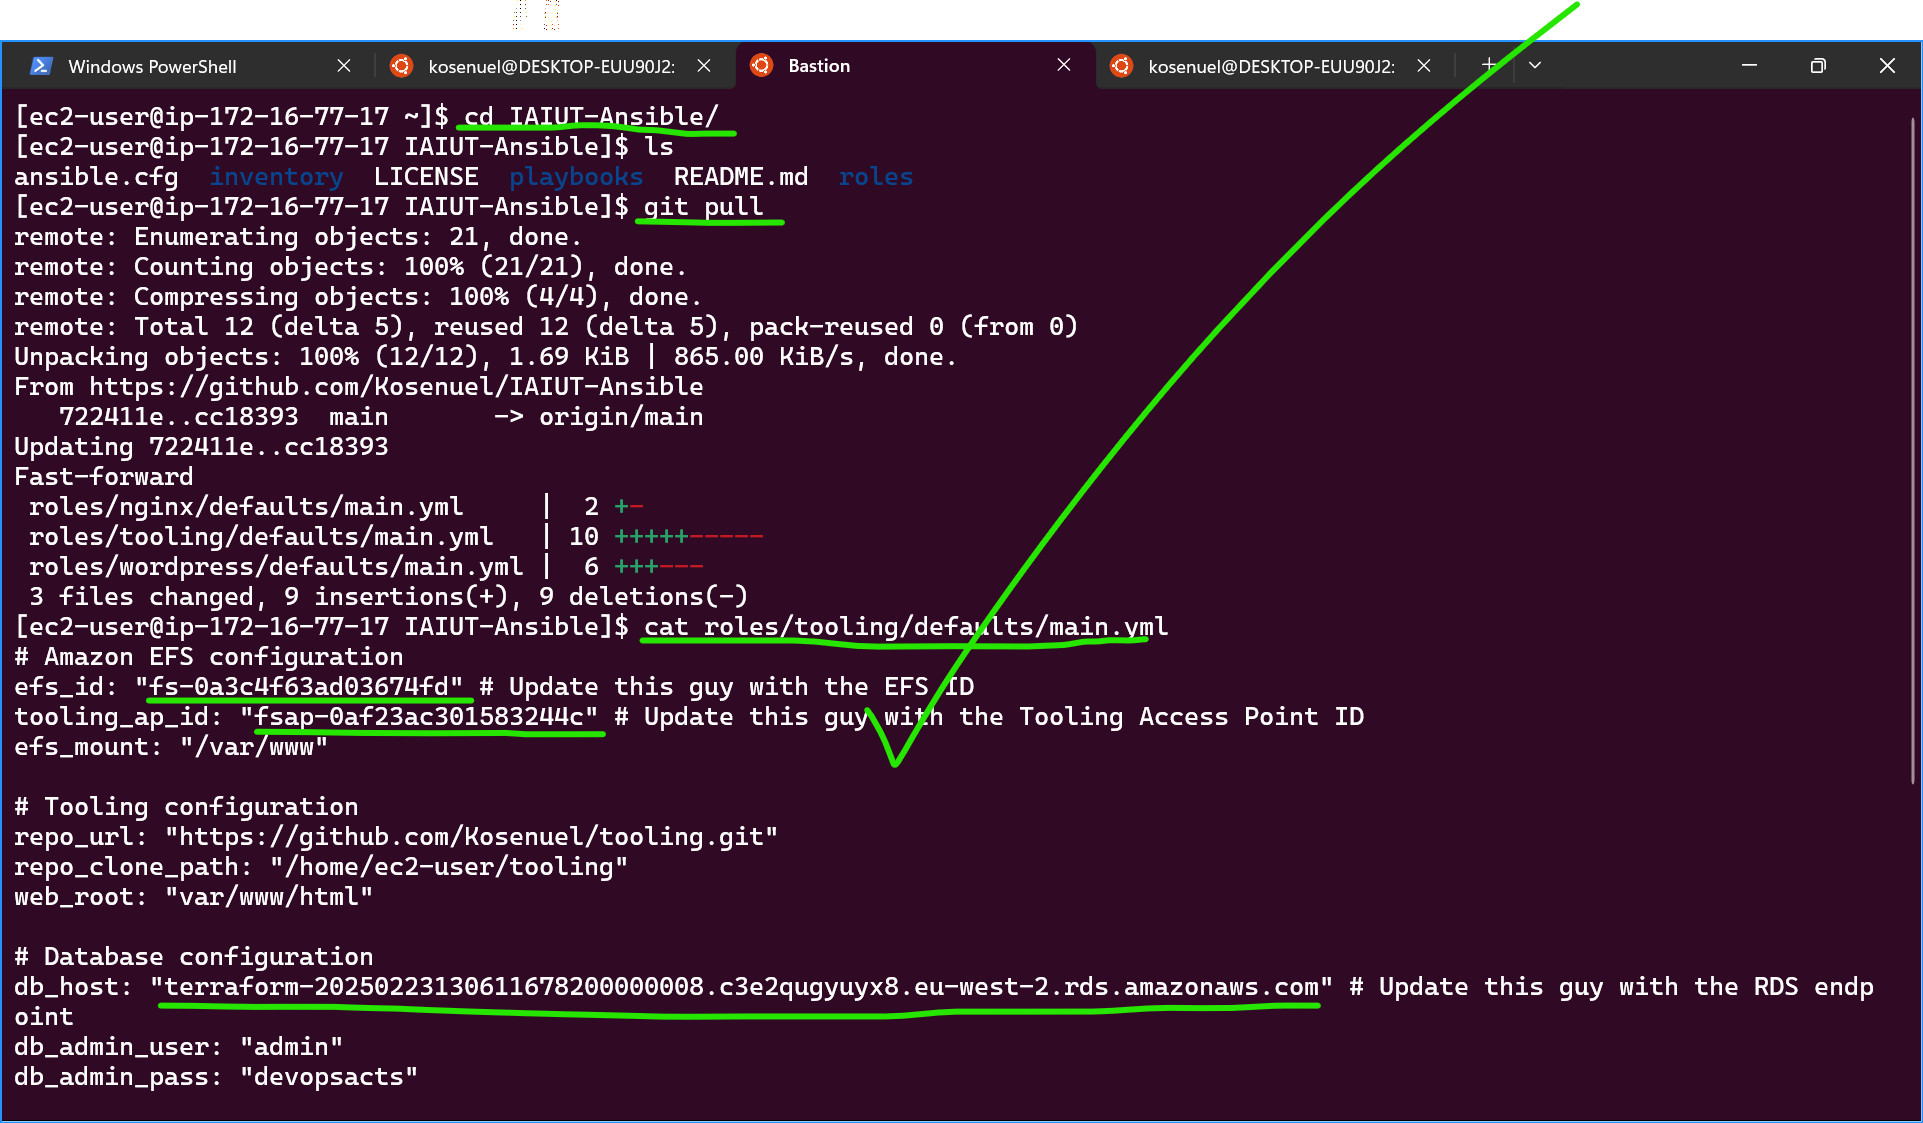 Windows PowerShell
kosenuel@DESKTOP-EUU90J2:
Bastion
kosenuel@DESKTOP-EUU90J2:
[ec2-user@ip-172-16-77-17 ~]$ cd IAIUT-Ansible/
[ec2-user@ip-172-16-77-17 IAIUT-Ansible]$ ls
ansible.cfg  inventory  LICENSE  playbooks  README.md  roles
[ec2-user@ip-172-16-77-17 IAIUT-Ansible]$ git pull
remote: Enumerating objects: 21, done.
remote: Counting objects: 100% (21/21), done.
remote: Compressing objects: 100% (4/4), done.
remote: Total 12 (delta 5), reused 12 (delta 5), pack-reused 0 (from 0)
Unpacking objects: 100% (12/12), 1.69 KiB | 865.00 KiB/s, done.
From https://github.com/Kosenuel/IAIUT-Ansible
   722411e..cc18393  main       -> origin/main
Updating 722411e..cc18393
Fast-forward
 roles/nginx/defaults/main.yml     |  2 +-
 roles/tooling/defaults/main.yml   | 10 +++++-----
 roles/wordpress/defaults/main.yml |  6 +++---
 3 files changed, 9 insertions(+), 9 deletions(-)
[ec2-user@ip-172-16-77-17 IAIUT-Ansible]$ cat roles/tooling/defaults/main.yml
# Amazon EFS configuration
efs_id: "fs-0a3c4f63ad03674fd" # Update this guy with the EFS ID
tooling_ap_id: "fsap-0af23ac301583244c" # Update this guy with the Tooling Access Point ID
efs_mount: "/var/www"
# Tooling configuration
repo_url: "https://github.com/Kosenuel/tooling.git"
repo_clone_path: "/home/ec2-user/tooling"
web_root: "var/www/html"
# Database configuration
db_host: "terraform-20250223130611678200000008.c3e2qugyuyx8.eu-west-2.rds.amazonaws.com" # Update this guy with the RDS endp
oint
db_admin_user: "admin"
db_admin_pass: "devopsacts"